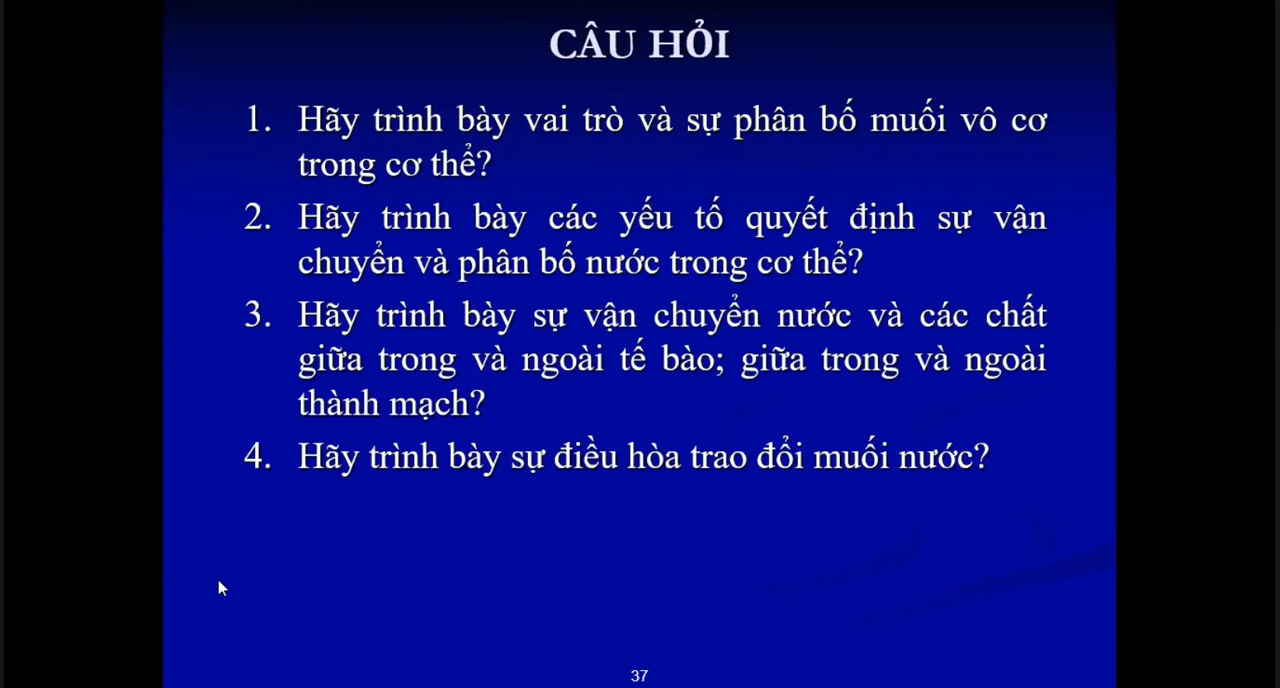 CÂU HỎI
1. Hãy trình bày vai trò và sự phân bố muối vô cơ
trong cơ thể?
2. Hãy trình bày các yếu tố quyết định sự vận
chuyển và phân bố nước trong cơ thể?
3. Hãy trình bày sự vận chuyển nước và các chất
giữa trong và ngoài tế bào; giữa trong và ngoài
thành mạch?
4. Hãy trình bày sự điều hòa trao đổi muối nước?
37